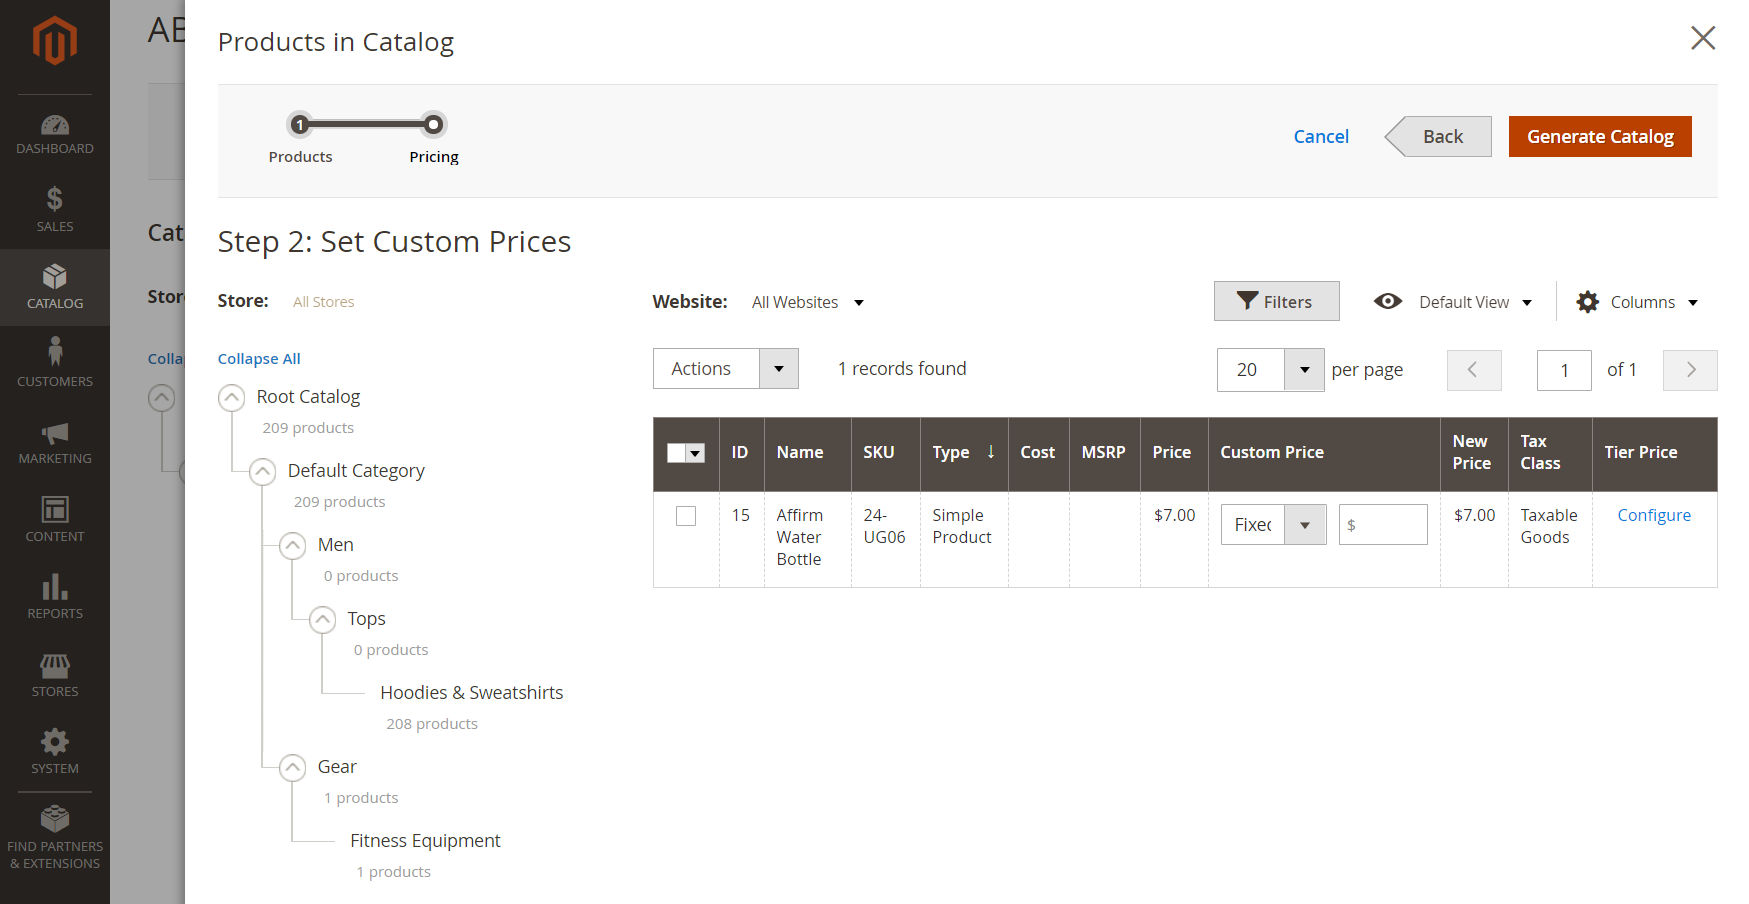 AB
Products in Catalog
1
Products
Pricing
Cancel
Back
Generate Catalog
DASHBOARD
SALES
CATALOG
CUSTOMERS
MARKETING
CONTENT
REPORTS
STORES
SYSTEM
FIND PARTNERS
& EXTENSIONS
Cat
Stor
Colla
Step 2: Set Custom Prices
Store: All Stores
Collapse All
Root Catalog
209 products
Default Category
209 products
Men
0 products
Tops
0 products
Hoodies & Sweatshirts
208 products
Gear
1 products
Fitness Equipment
1 products
Website: All Websites
Filters
Default View
Columns
Actions
1 records found
20 per page
1 of 1
ID Name SKU Type ↓ Cost MSRP Price Custom Price New Price Tax Class Tier Price
15 Affirm Water Bottle 24-UG06 Simple Product $7.00 Fixed $ $7.00 Taxable Goods Configure